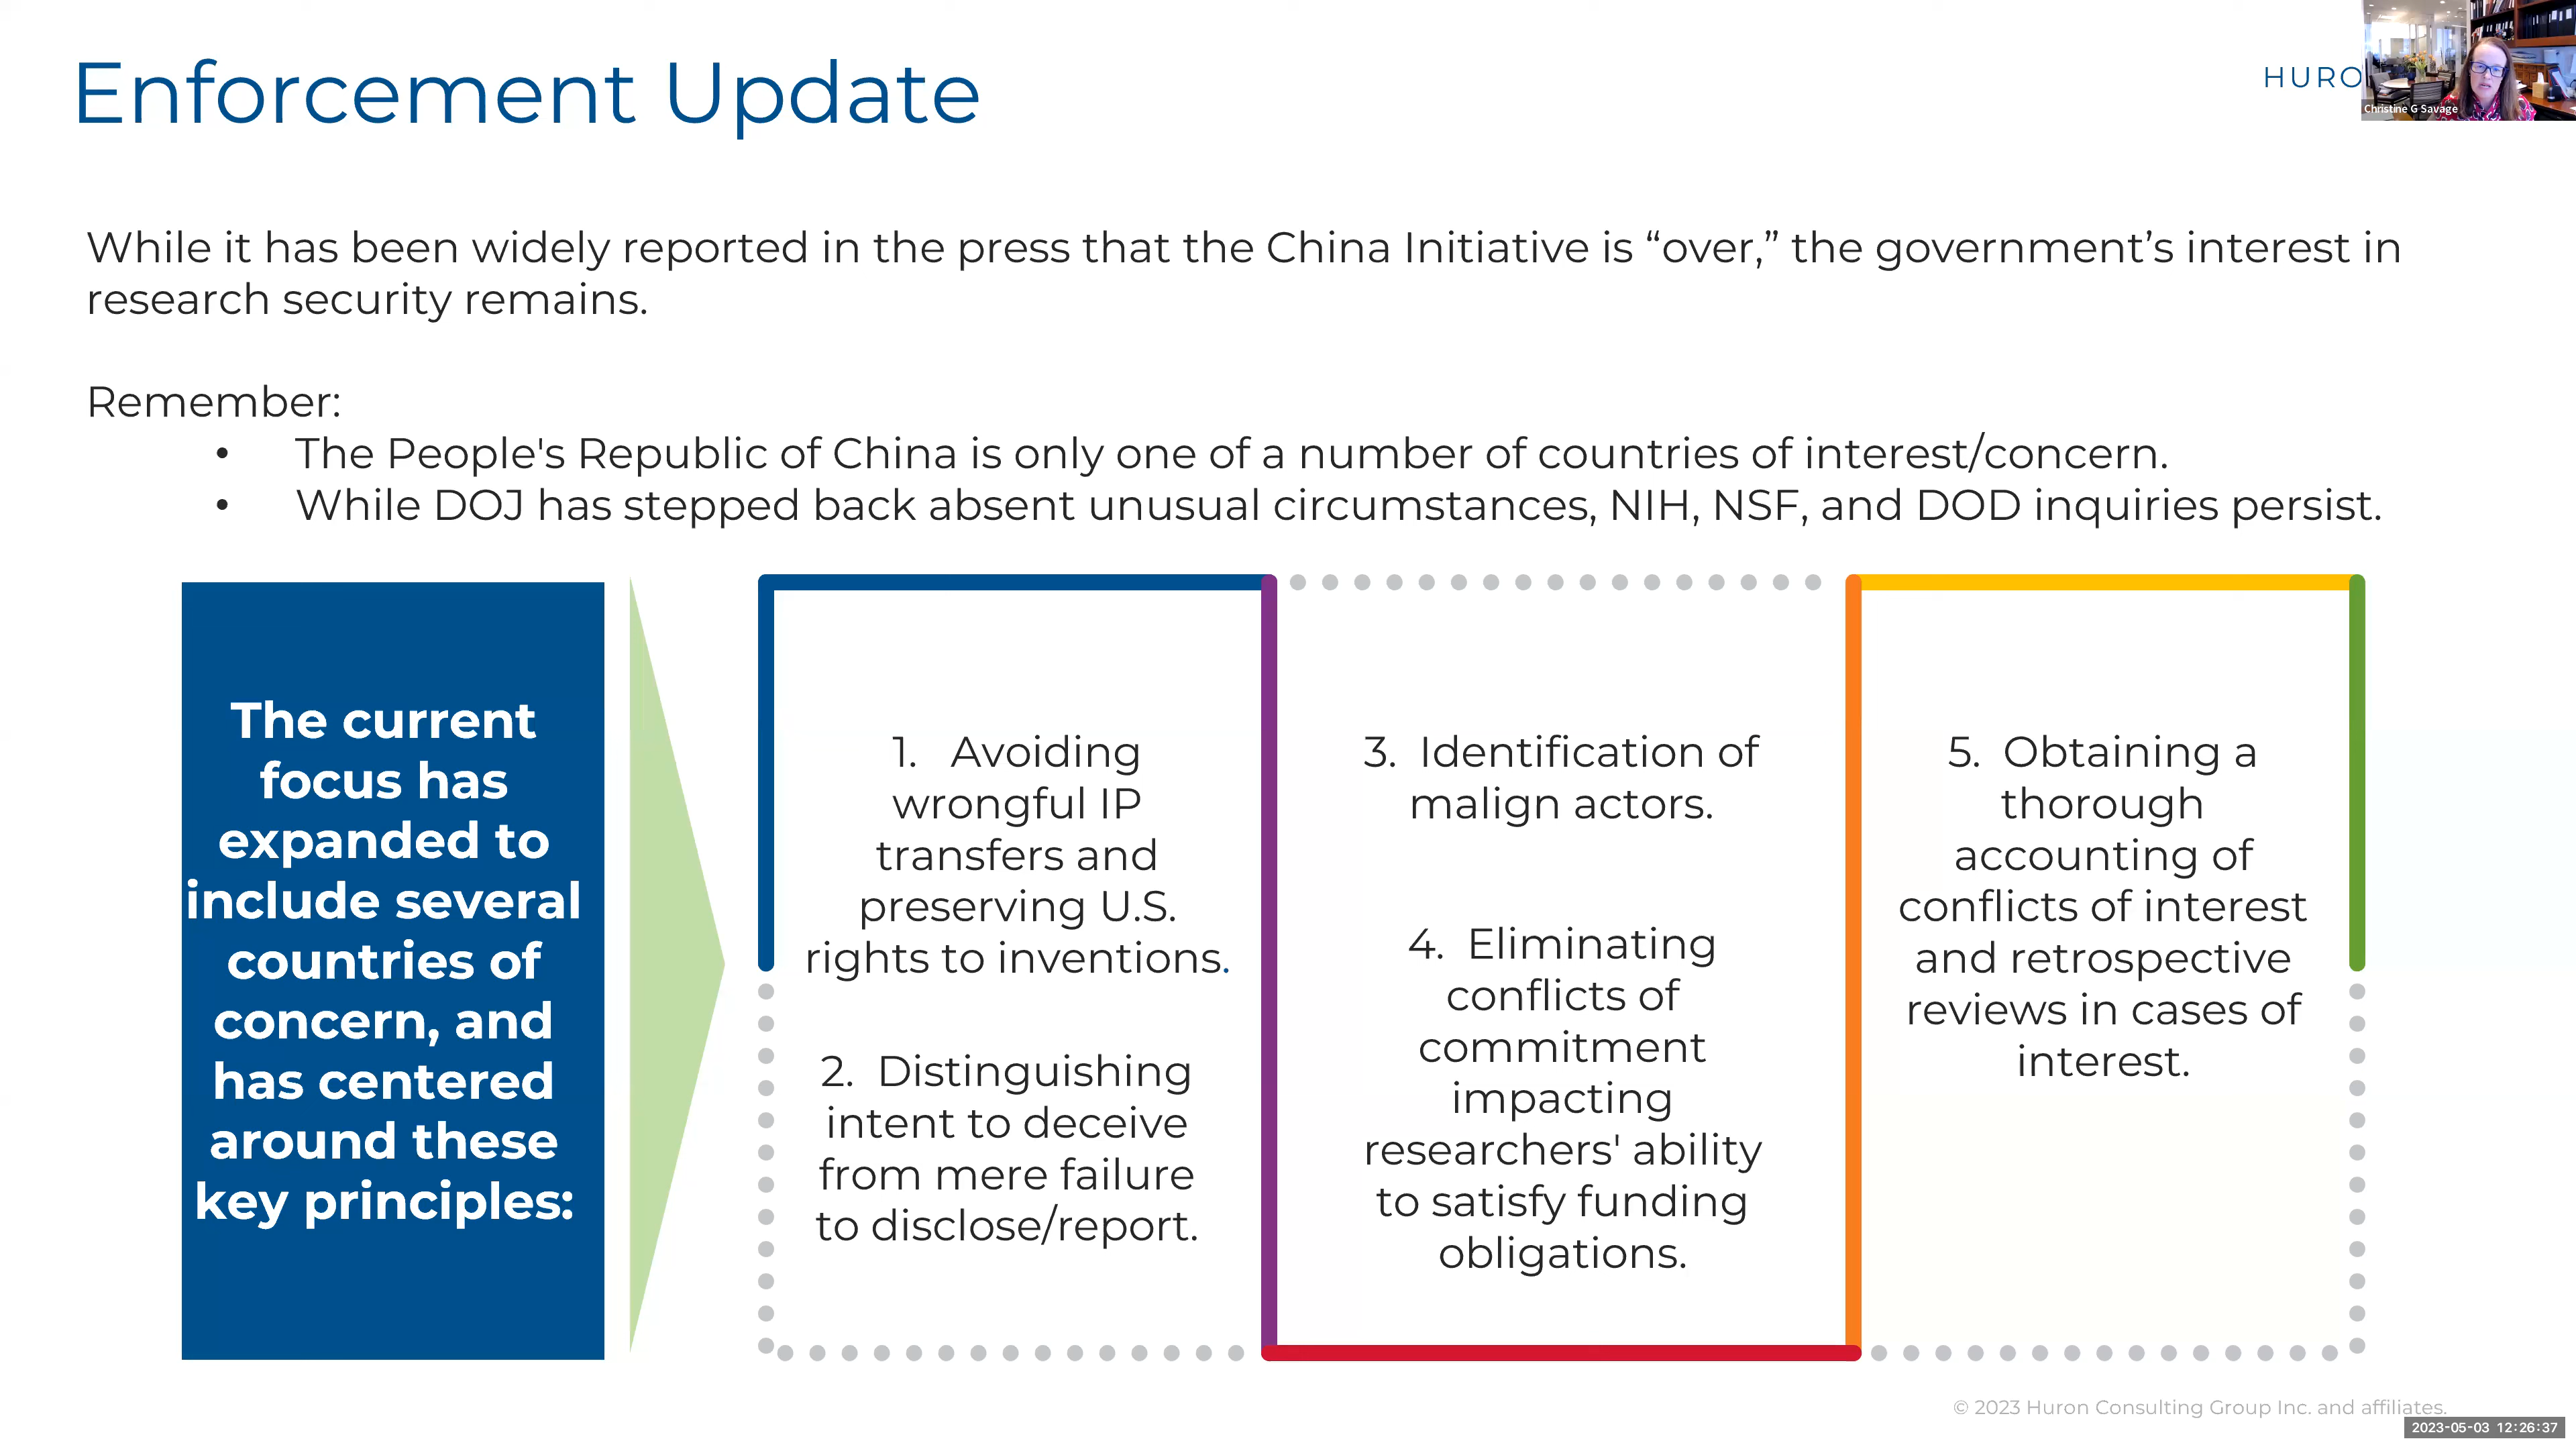 Enforcement Update
HURO
Christine G Savage
While it has been widely reported in the press that the China Initiative is “over,” the government’s interest in
research security remains.
Remember:
• The People's Republic of China is only one of a number of countries of interest/concern.
• While DOJ has stepped back absent unusual circumstances, NIH, NSF, and DOD inquiries persist.
The current
focus has
expanded to
include several
countries of
concern, and
has centered
around these
key principles:
1. Avoiding
wrongful IP
transfers and
preserving U.S.
rights to inventions.
2. Distinguishing
intent to deceive
from mere failure
to disclose/report.
3. Identification of
malign actors.
4. Eliminating
conflicts of
commitment
impacting
researchers' ability
to satisfy funding
obligations.
5. Obtaining a
thorough
accounting of
conflicts of interest
and retrospective
reviews in cases of
interest.
© 2023 Huron Consulting Group Inc. and affiliates.
2023-05-03 12:26:37